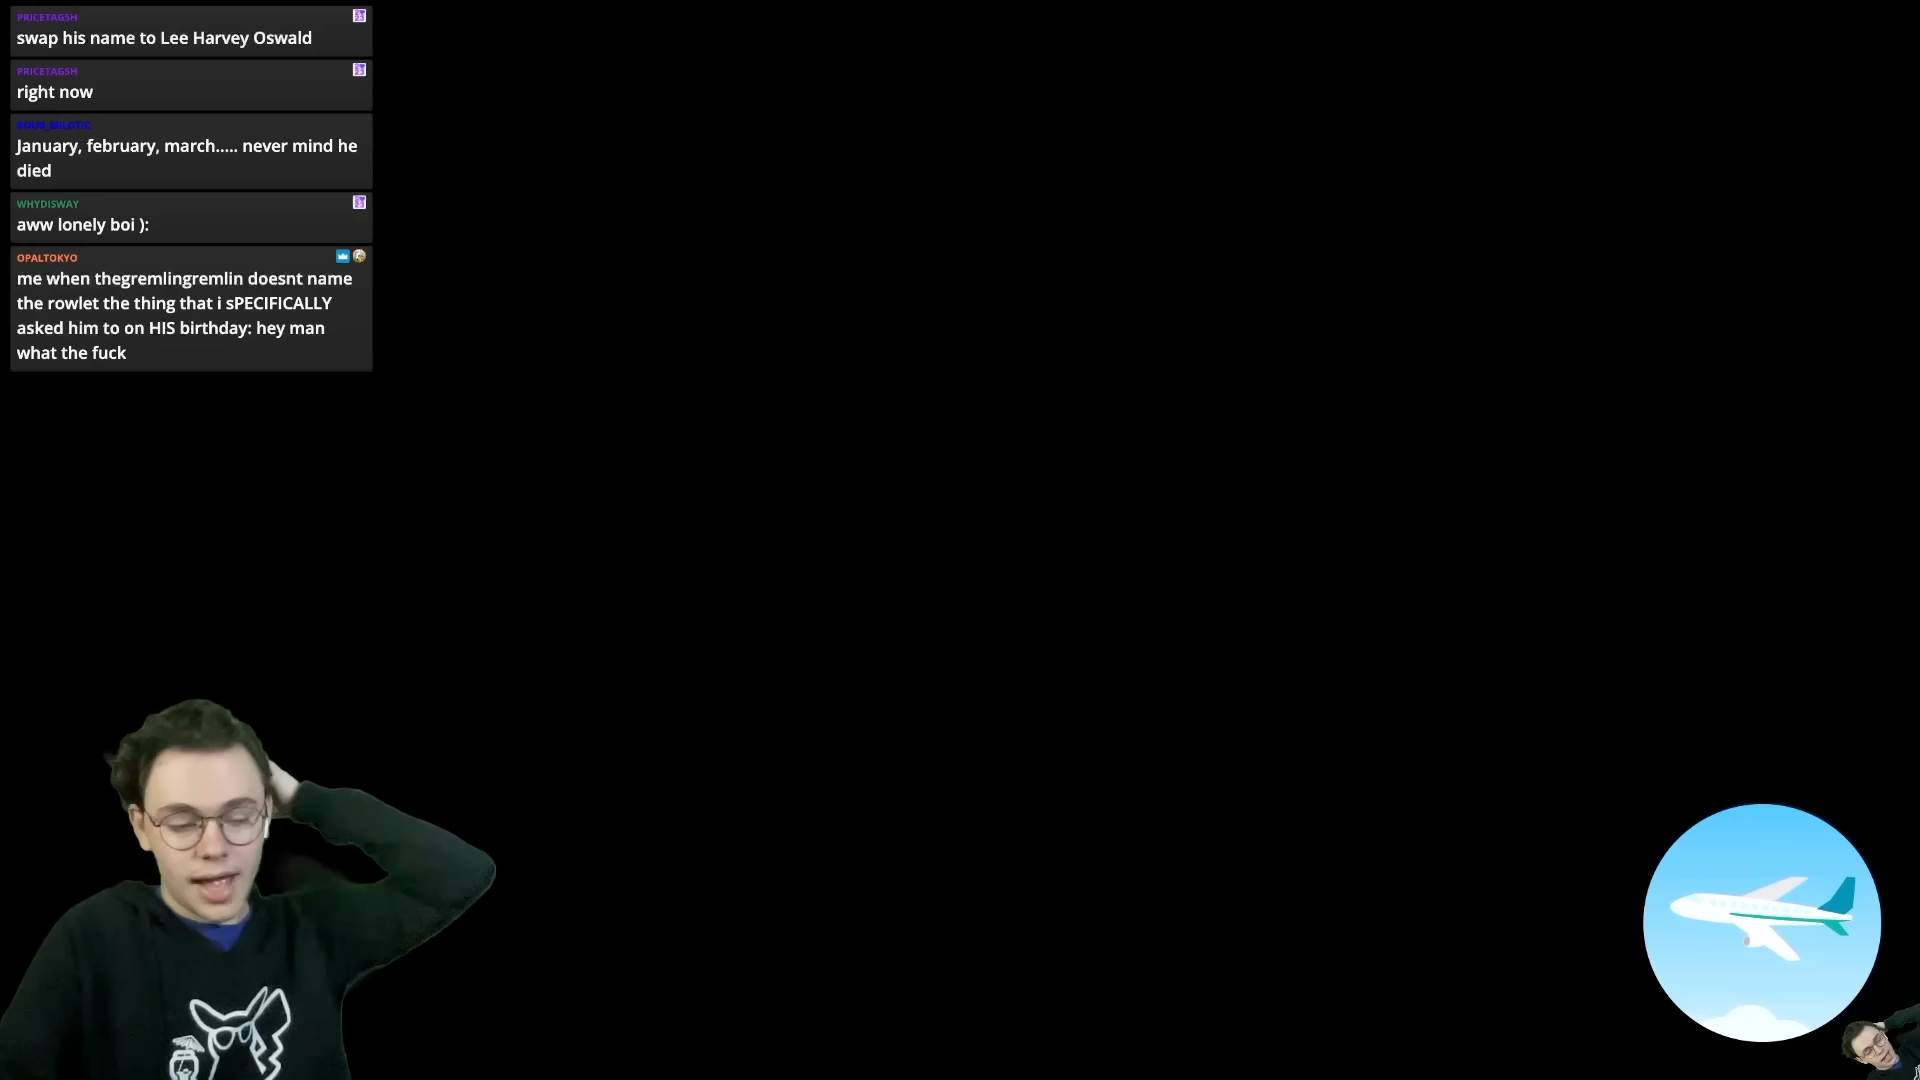 PRICETAGSH
swap his name to Lee Harvey Oswald
PRICETAGSH
right now
January, february, march..... never mind he
died
WHYDISWAY
aww lonely boi ):
OPALTOKYO
me when thegremlingremlin doesnt name
the rowlet the thing that i sPECIFICALLY
asked him to on HIS birthday: hey man
what the fuck